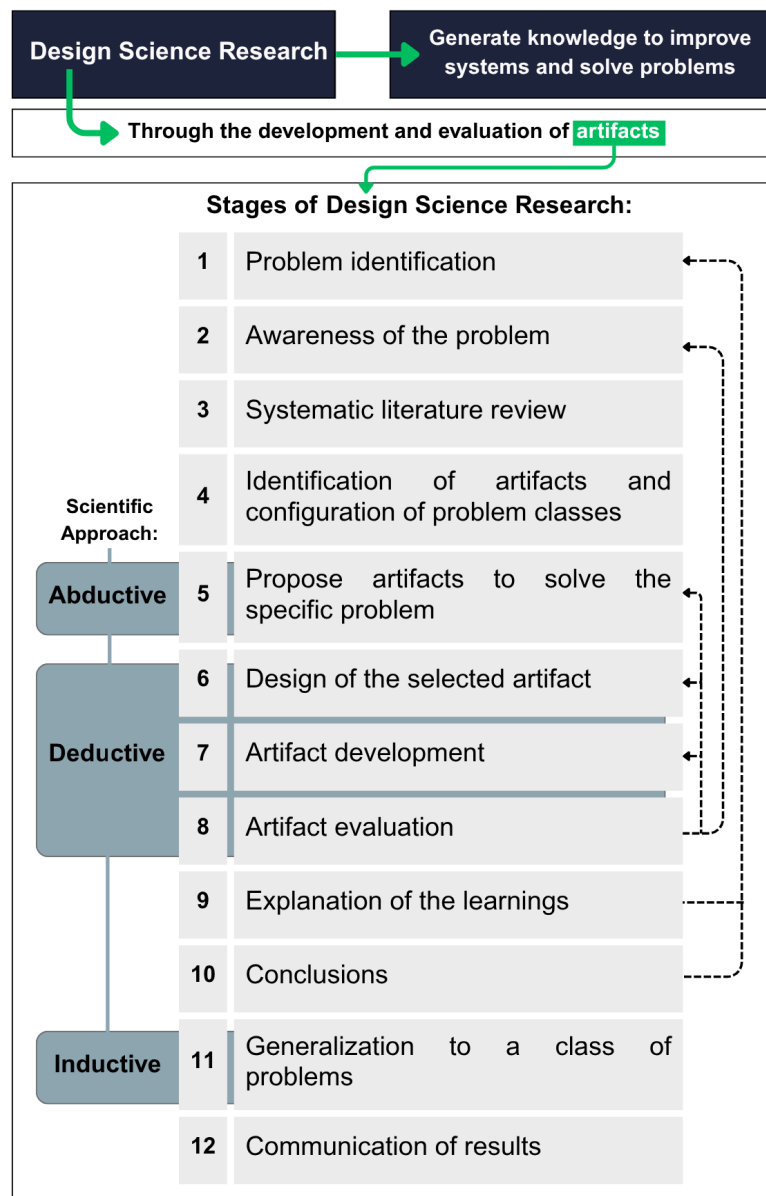 Design Science Research
Generate knowledge to improve
systems and solve problems
Through the development and evaluation of artifacts
Stages of Design Science Research:
1 Problem identification
2 Awareness of the problem
3 Systematic literature review
4 Identification of artifacts and
configuration of problem classes
Scientific
Approach:
Abductive
5 Propose artifacts to solve the
specific problem
6 Design of the selected artifact
Deductive
7 Artifact development
8 Artifact evaluation
9 Explanation of the learnings
10 Conclusions
Inductive
11 Generalization to a class of
problems
12 Communication of results